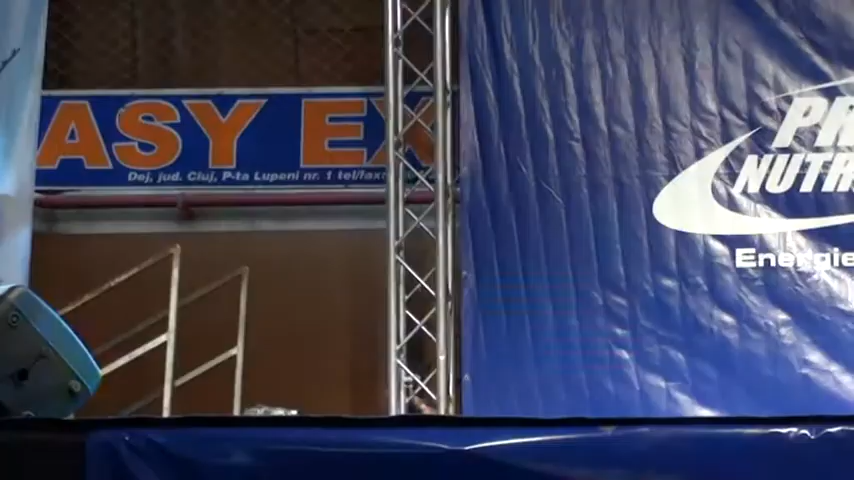 ASY EX
Dej, jud. Cluj, P-ta Lupeni nr. 1 tel/fax
PR
NUTR
Energie